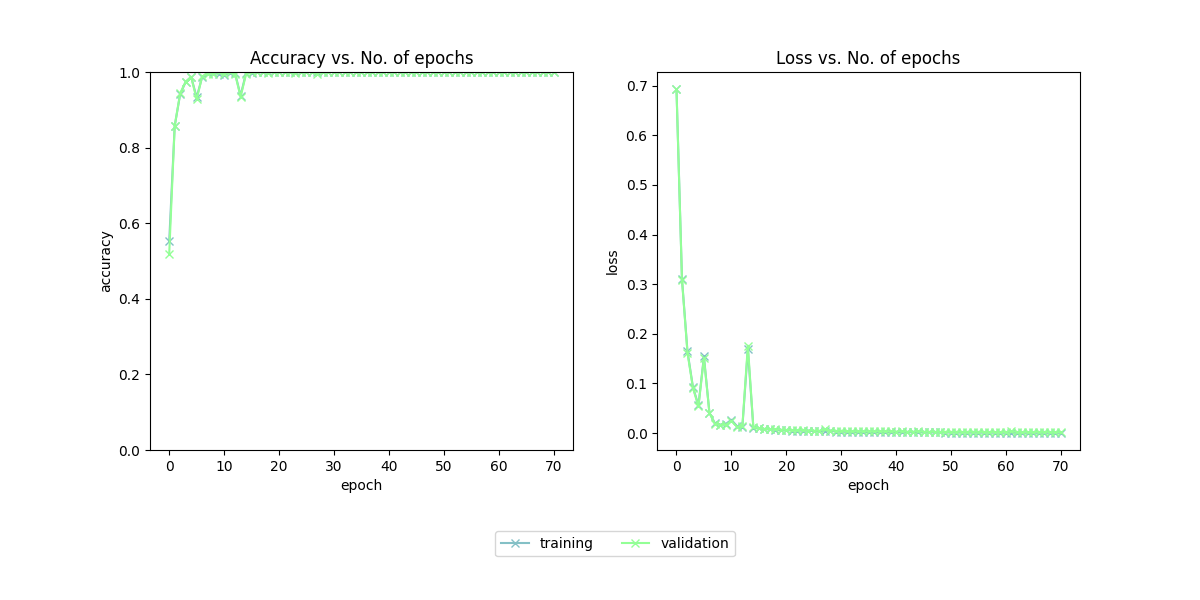 Accuracy vs. No. of epochs
1.0
0.8
0.6
0.4
0.2
0.0
accuracy
0 10 20 30 40 50 60 70
epoch
Loss vs. No. of epochs
0.7
0.6
0.5
0.4
0.3
0.2
0.1
0.0
loss
0 10 20 30 40 50 60 70
epoch
training validation